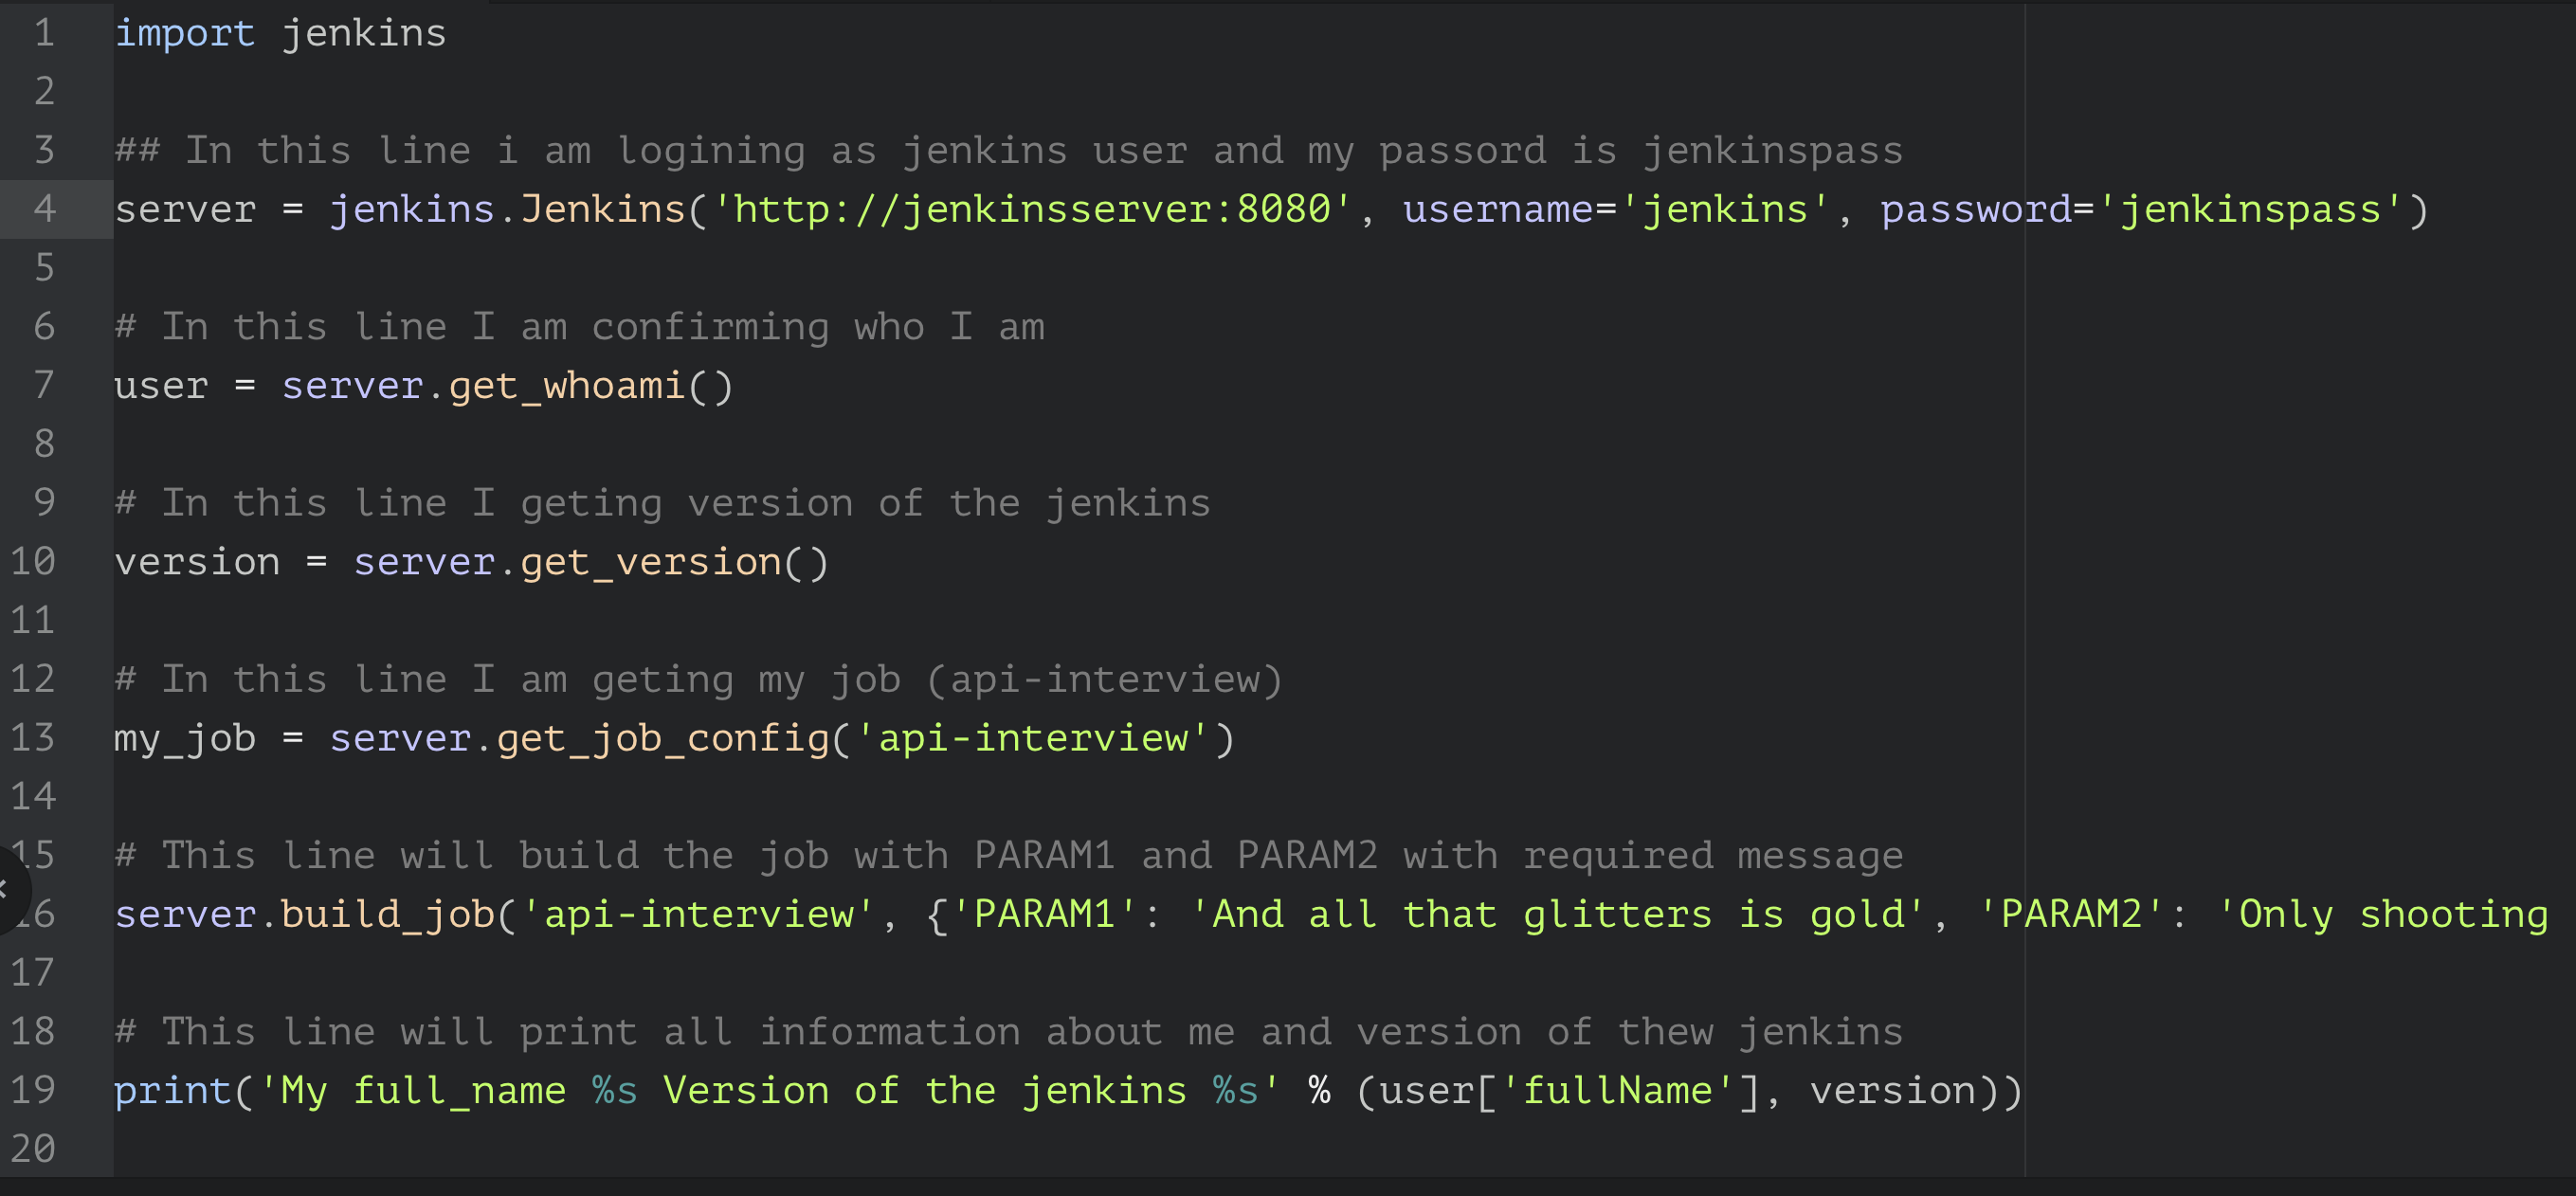 1 import jenkins
2
3 ## In this line i am logining as jenkins user and my passord is jenkinspass
4 server = jenkins.Jenkins('http://jenkinsserver:8080', username='jenkins', password='jenkinspass')
5
6 # In this line I am confirming who I am
7 user = server.get_whoami()
8
9 # In this line I geting version of the jenkins
10 version = server.get_version()
11
12 # In this line I am geting my job (api-interview)
13 my_job = server.get_job_config('api-interview')
14
15 # This line will build the job with PARAM1 and PARAM2 with required message
16 server.build_job('api-interview', {'PARAM1': 'And all that glitters is gold', 'PARAM2': 'Only shooting
17
18 # This line will print all information about me and version of thew jenkins
19 print('My full_name %s Version of the jenkins %s' % (user['fullName'], version))
20